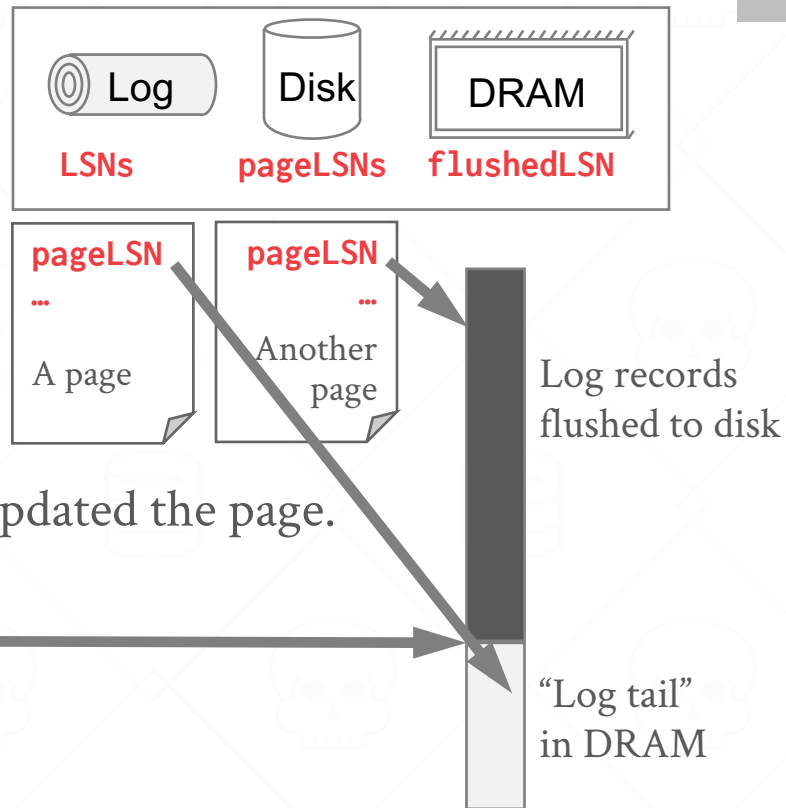 Log Disk DRAM
LSNs pageLSNs flushedLSN
pageLSN
…
A page
pageLSN
…
Another
page
Log records
flushed to disk
pdated the page.
“Log tail”
in DRAM